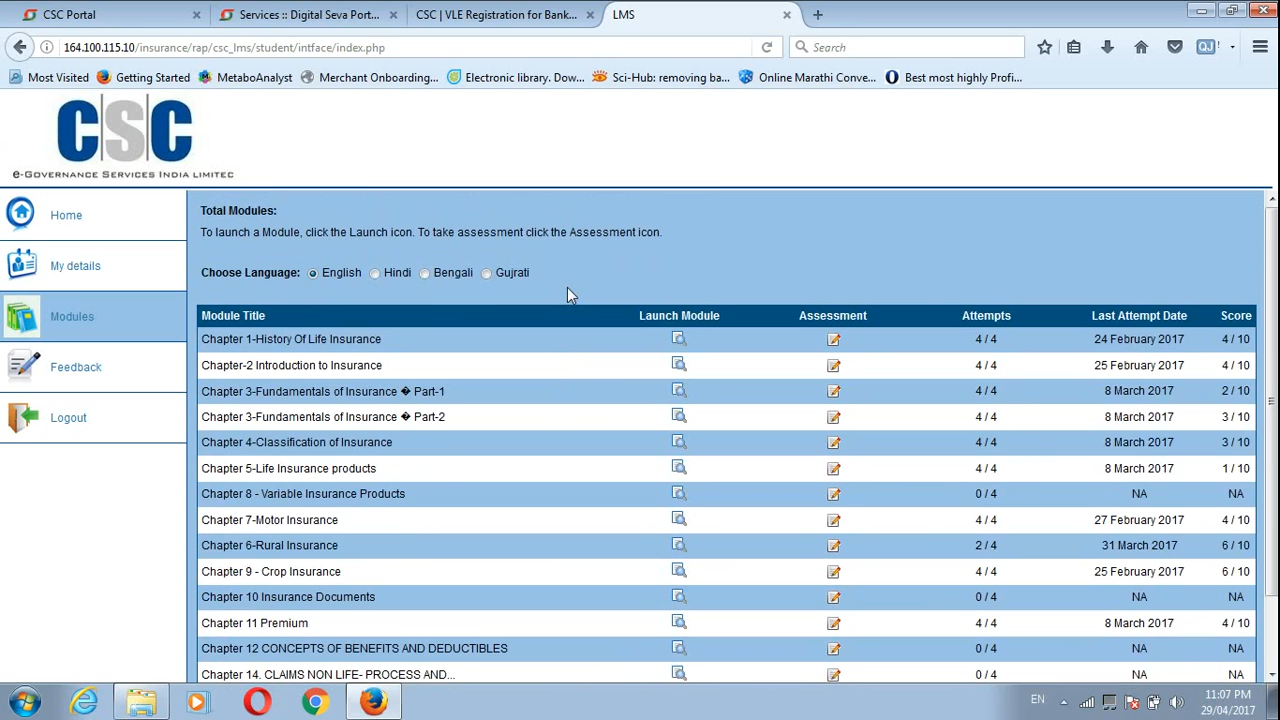 CSC Portal
Services :: Digital Seva Port...
CSC | VLE Registration for Bank...
LMS
164.100.115.10/insurance/rap/csc_lms/student/intface/index.php
Search
Most Visited
Getting Started
MetaboAnalyst
Merchant Onboarding...
Electronic library. Dow...
Sci-Hub: removing ba...
Online Marathi Conve...
Best most highly Profi...
CSC
e-GOVERNANCE SERVICES INDIA LIMITED
Home
My details
Modules
Feedback
Logout
Total Modules:
To launch a Module, click the Launch icon. To take assessment click the Assessment icon.
Choose Language: English Hindi Bengali Gujrati
Module Title Launch Module Assessment Attempts Last Attempt Date Score
Chapter 1-History Of Life Insurance 4 / 4 24 February 2017 4 / 10
Chapter-2 Introduction to Insurance 4 / 4 25 February 2017 4 / 10
Chapter 3-Fundamentals of Insurance � Part-1 4 / 4 8 March 2017 2 / 10
Chapter 3-Fundamentals of Insurance � Part-2 4 / 4 8 March 2017 3 / 10
Chapter 4-Classification of Insurance 4 / 4 8 March 2017 3 / 10
Chapter 5-Life Insurance products 4 / 4 8 March 2017 1 / 10
Chapter 8 - Variable Insurance Products 0 / 4 NA NA
Chapter 7-Motor Insurance 4 / 4 27 February 2017 4 / 10
Chapter 6-Rural Insurance 2 / 4 31 March 2017 6 / 10
Chapter 9 - Crop Insurance 4 / 4 25 February 2017 6 / 10
Chapter 10 Insurance Documents 0 / 4 NA NA
Chapter 11 Premium 4 / 4 8 March 2017 4 / 10
Chapter 12 CONCEPTS OF BENEFITS AND DEDUCTIBLES 0 / 4 NA NA
Chapter 14. CLAIMS NON LIFE- PROCESS AND... 0 / 4 NA NA
EN
11:07 PM
29/04/2017